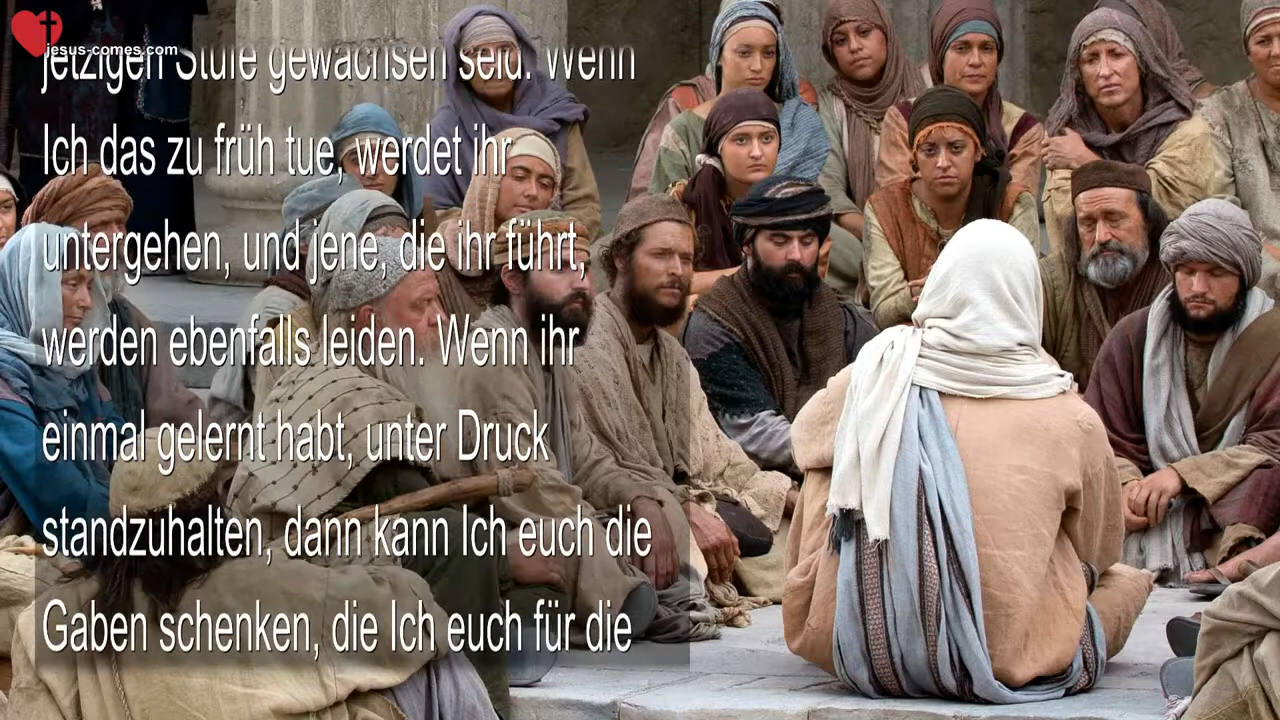 jesus-comes.com
jetzigen Stufe gewachsen seid. Wenn
Ich das zu früh tue, werdet ihr
untergehen, und jene, die ihr führt,
werden ebenfalls leiden. Wenn ihr
einmal gelernt habt, unter Druck
standzuhalten, dann kann Ich euch die
Gaben schenken, die Ich euch für die